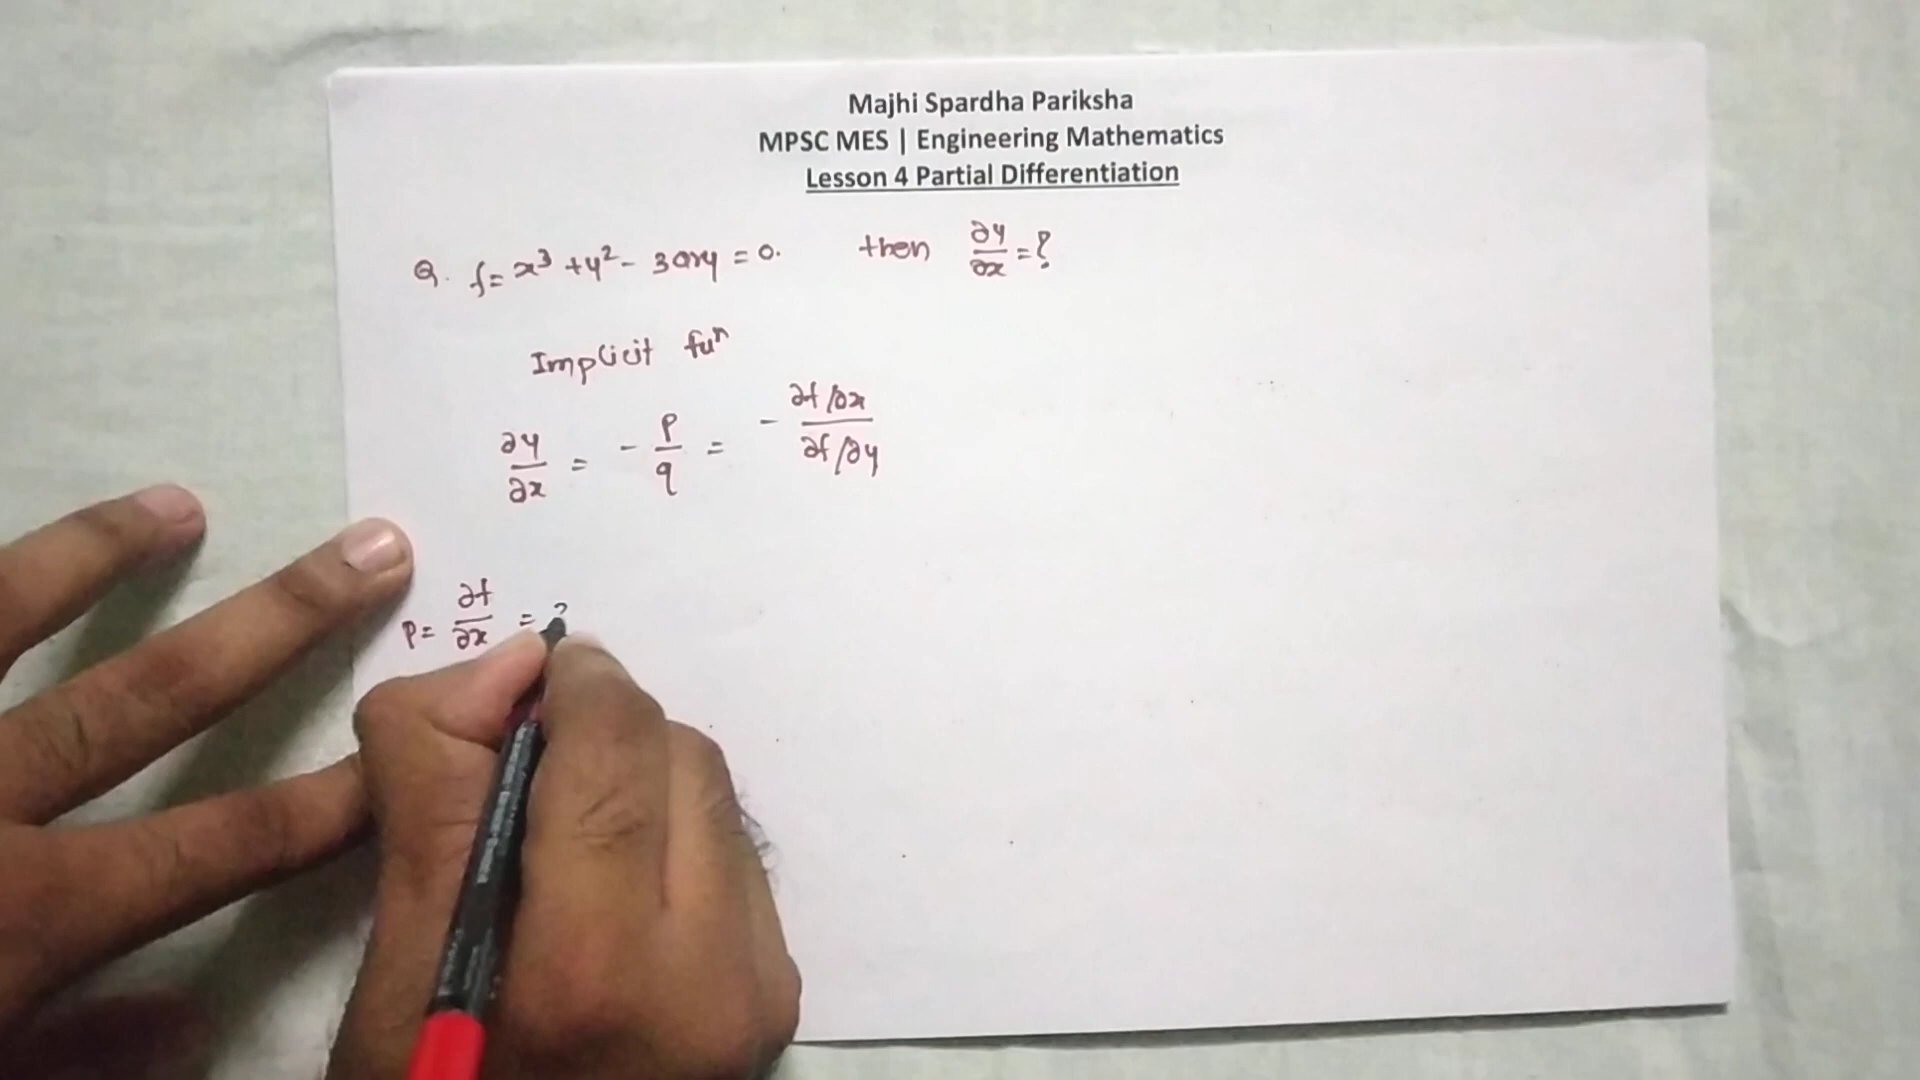 Majhi Spardha Pariksha
MPSC MES | Engineering Mathematics
Lesson 4 Partial Differentiation
Q. f = x³ + y² - 3axy = 0. then ∂y/∂x = ?
Implicit fuⁿ
∂y/∂x = - p/q = - ∂f/∂x / ∂f/∂y
P = ∂f/∂x =